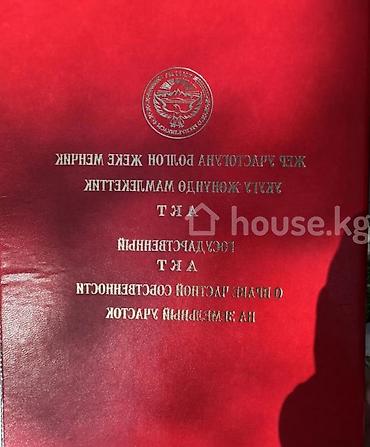 ЖЕР УЧАСТОГУНА БОЛГОН ЖЕКЕ МЕНЧИК
УКУГУ ЖӨНҮНДӨ МАМЛЕКЕТТИК
АКТ
house.kg
ГОСУДАРСТВЕННЫЙ
АКТ
О ПРАВЕ ЧАСТНОЙ СОБСТВЕННОСТИ
НА ЗЕМЕЛЬНЫЙ УЧАСТОК